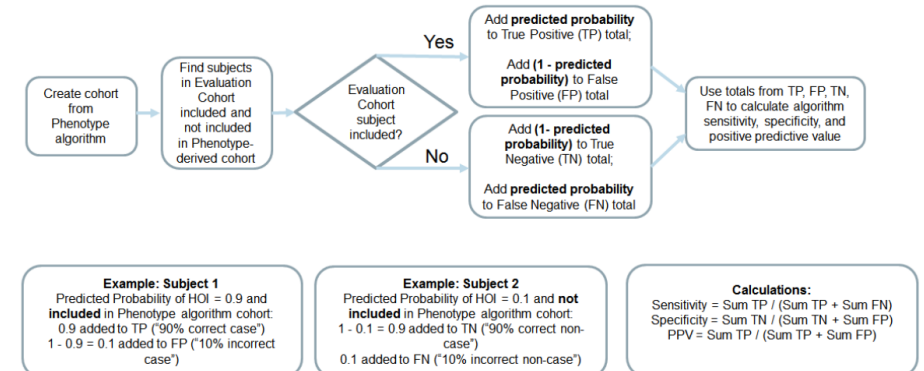 Create cohort
from
Phenotype
algorithm
Find subjects
in Evaluation
Cohort
included and
not included
in Phenotype-
derived cohort
Evaluation
Cohort
subject
included?
Yes
No
Add predicted probability
to True Positive (TP) total;
Add (1 - predicted
probability) to False
Positive (FP) total
Add (1- predicted
probability) to True
Negative (TN) total;
Add predicted probability
to False Negative (FN) total
Use totals from TP, FP, TN,
FN to calculate algorithm
sensitivity, specificity, and
positive predictive value
Example: Subject 1
Predicted Probability of HOI = 0.9 and
included in Phenotype algorithm cohort:
0.9 added to TP ("90% correct case")
1 - 0.9 = 0.1 added to FP ("10% incorrect
case")
Example: Subject 2
Predicted Probability of HOI = 0.1 and not
included in Phenotype algorithm cohort:
1 - 0.1 = 0.9 added to TN ("90% correct non-
case")
0.1 added to FN ("10% incorrect non-case")
Calculations:
Sensitivity = Sum TP / (Sum TP + Sum FN)
Specificity = Sum TN / (Sum TN + Sum FP)
PPV = Sum TP / (Sum TP + Sum FP)